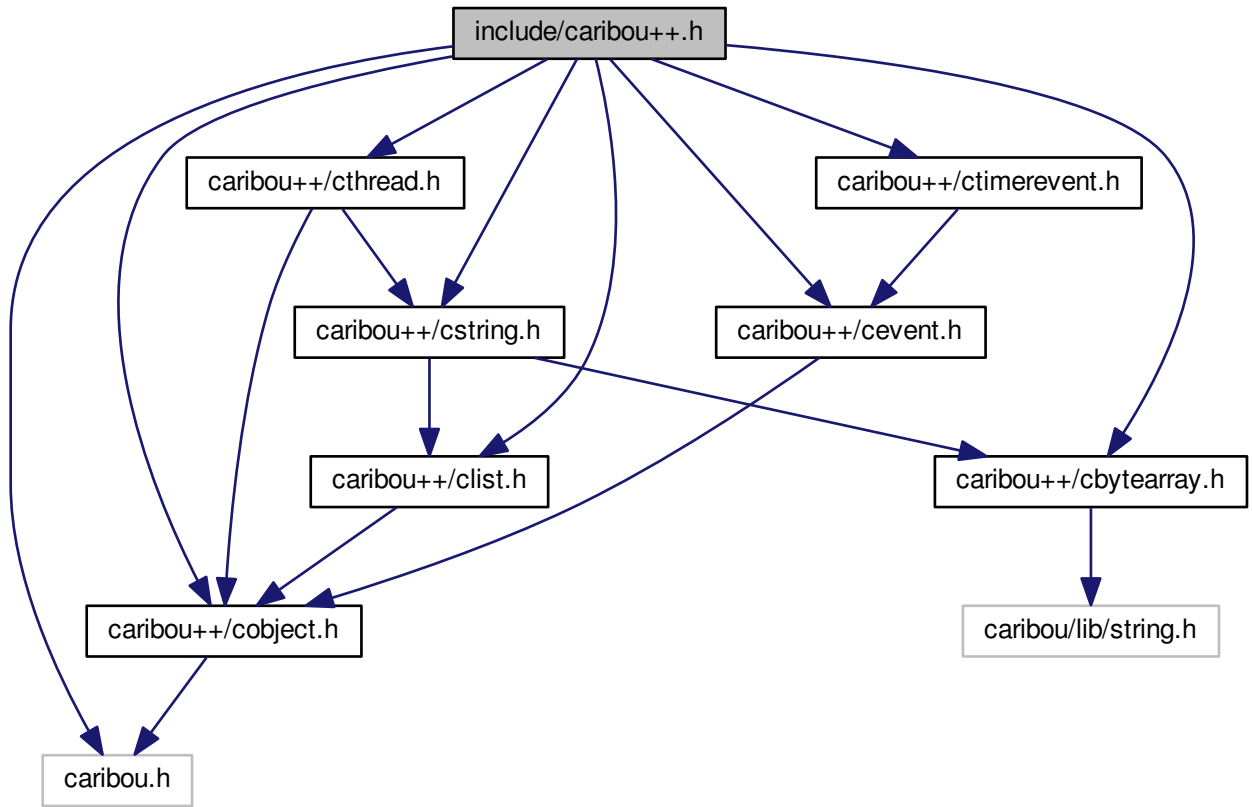 include/caribou++.h
caribou++/cthread.h
caribou++/ctimerevent.h
caribou++/cstring.h
caribou++/cevent.h
caribou++/clist.h
caribou++/cbytearray.h
caribou++/cobject.h
caribou/lib/string.h
caribou.h